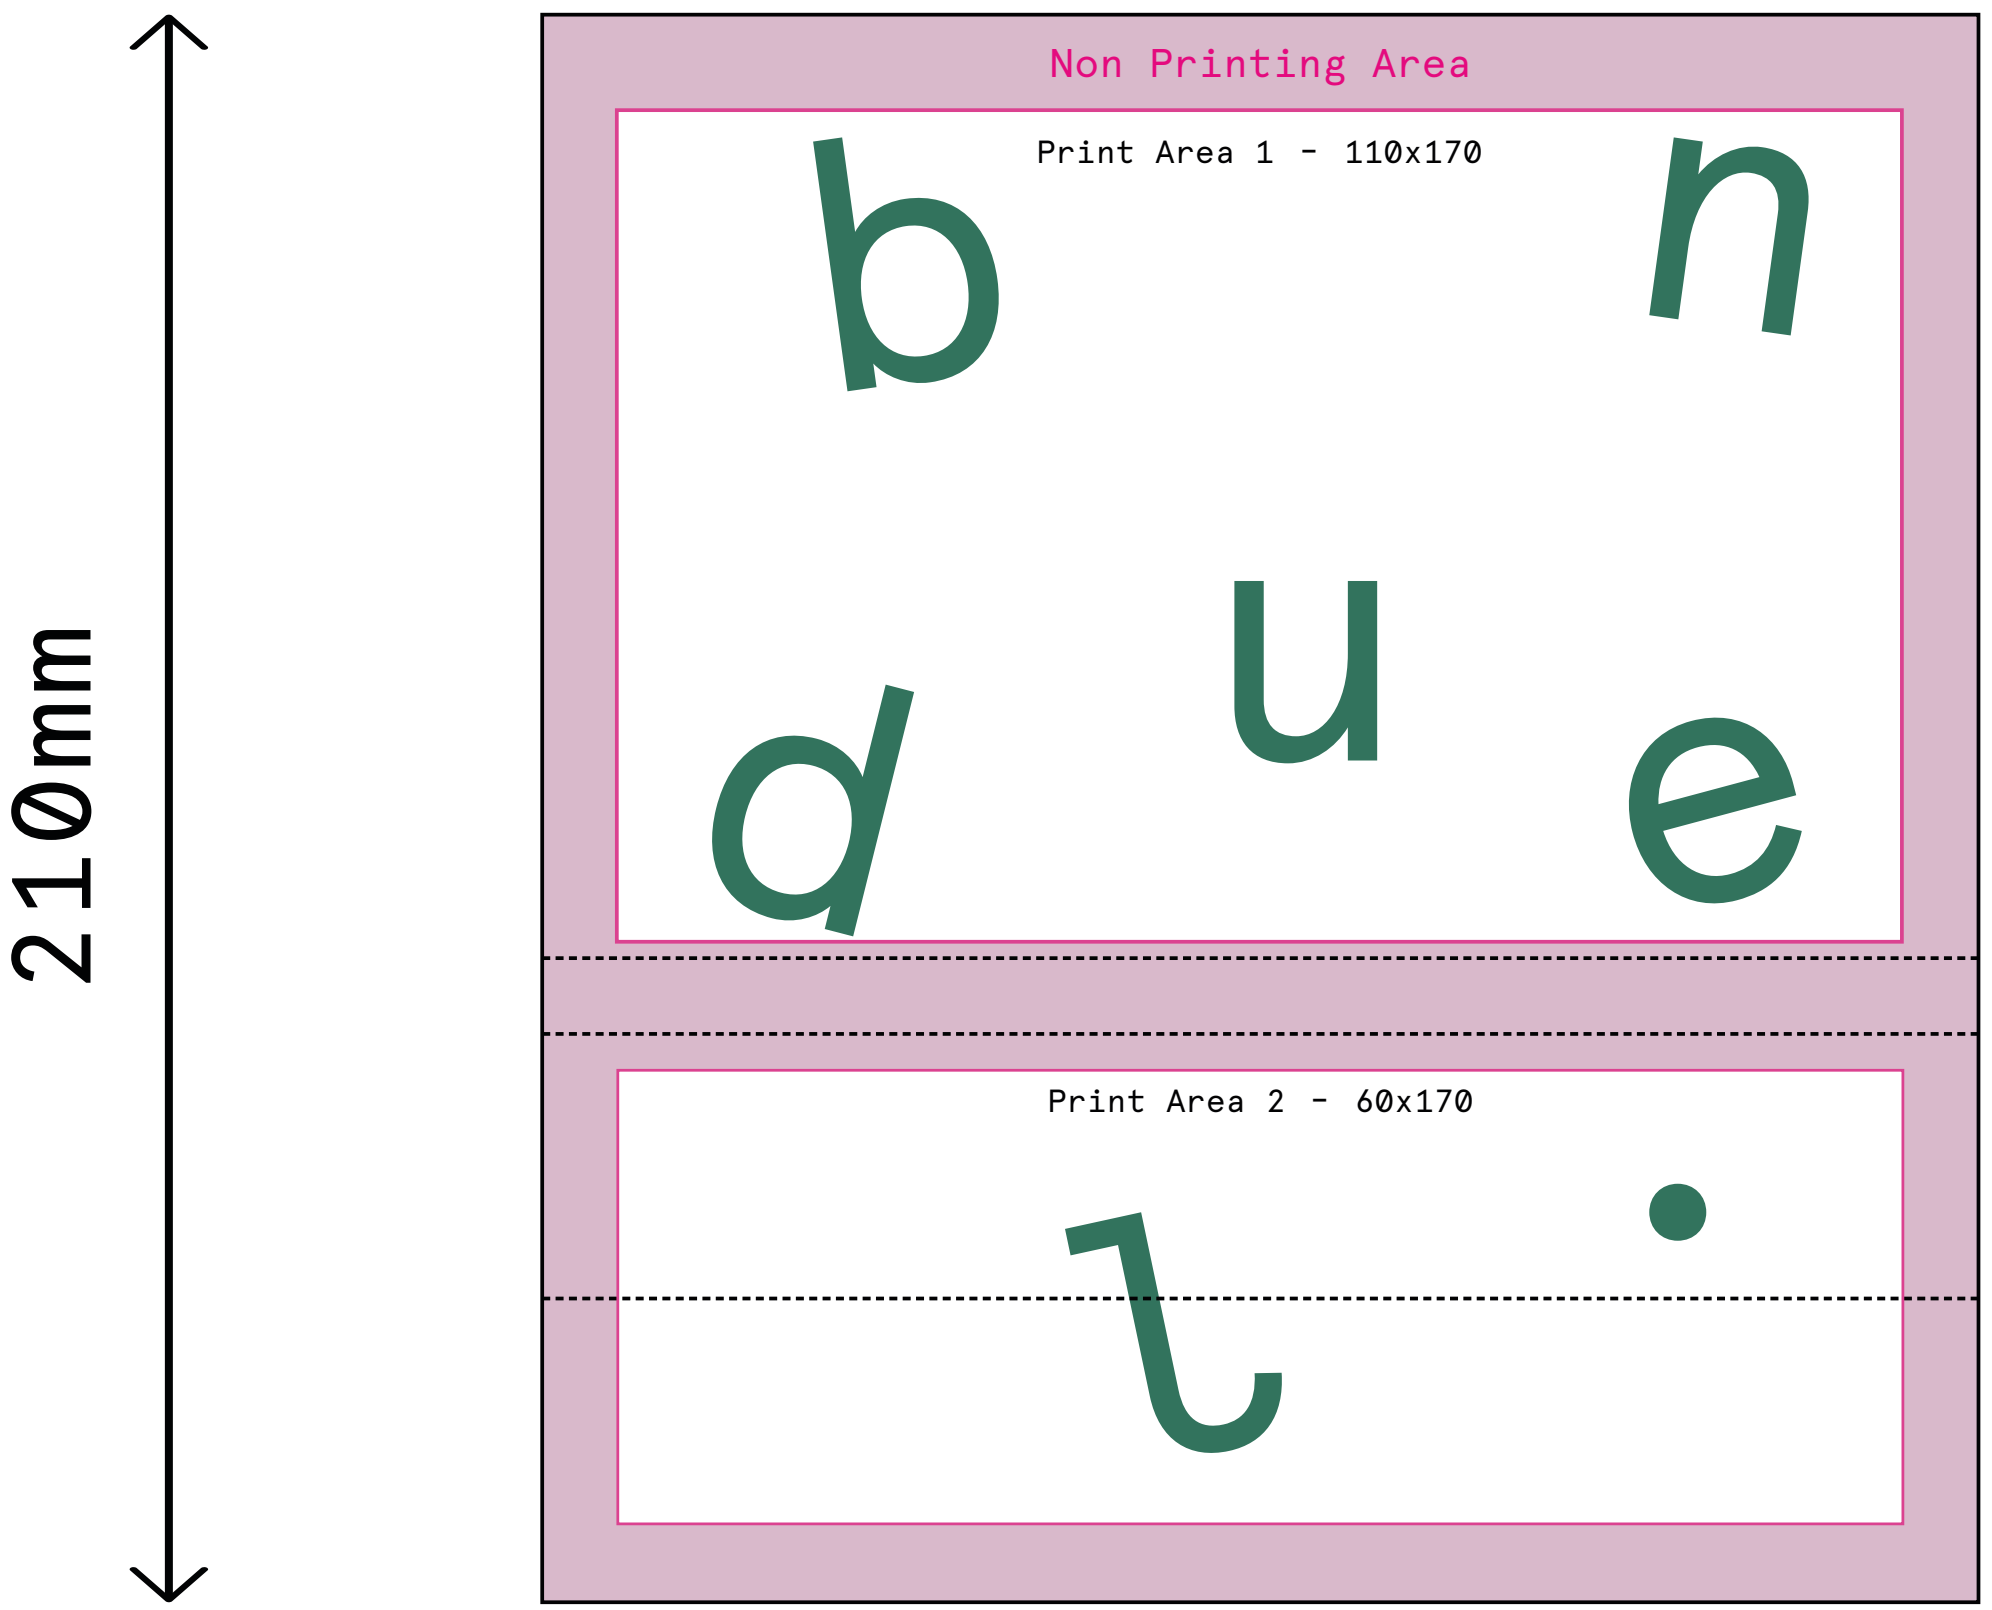 Non Printing Area
Print Area 1 - 110x170
b n
u
d e
210mm
Print Area 2 - 60x170
l .